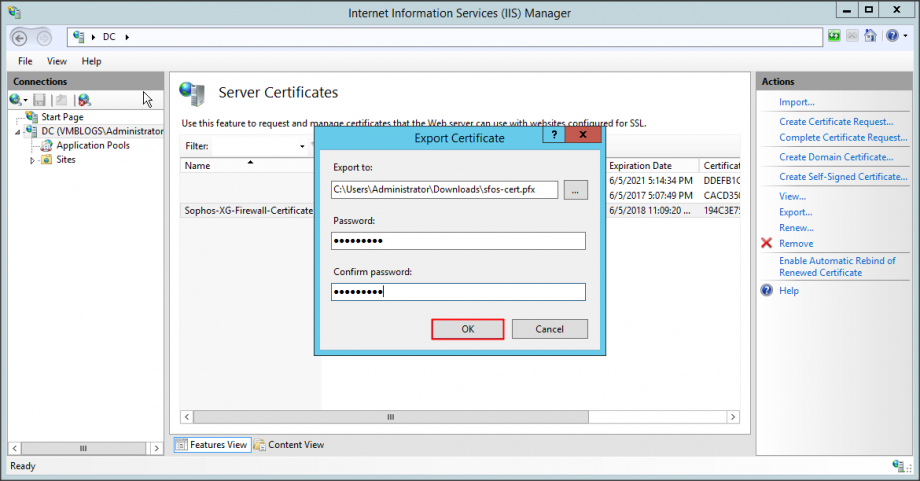 Internet Information Services (IIS) Manager
DC
File View Help
Connections
Start Page
DC (VMBLOGS\Administrator
Application Pools
Sites
Server Certificates
Use this feature to request and manage certificates that the Web server can use with websites configured for SSL.
Filter:
Name Expiration Date Certificat
6/5/2021 5:14:34 PM DDEFB1C
6/5/2017 5:07:49 PM CACD350
Sophos-XG-Firewall-Certificate 6/5/2018 11:09:20 ... 194C3E75
Export Certificate
?
Export to:
C:\Users\Administrator\Downloads\sfos-cert.pfx
...
Password:
●●●●●●●●●
Confirm password:
●●●●●●●●●
OK Cancel
Features View Content View
Actions
Import...
Create Certificate Request...
Complete Certificate Request...
Create Domain Certificate...
Create Self-Signed Certificate...
View...
Export...
Renew...
Remove
Enable Automatic Rebind of
Renewed Certificate
Help
Ready